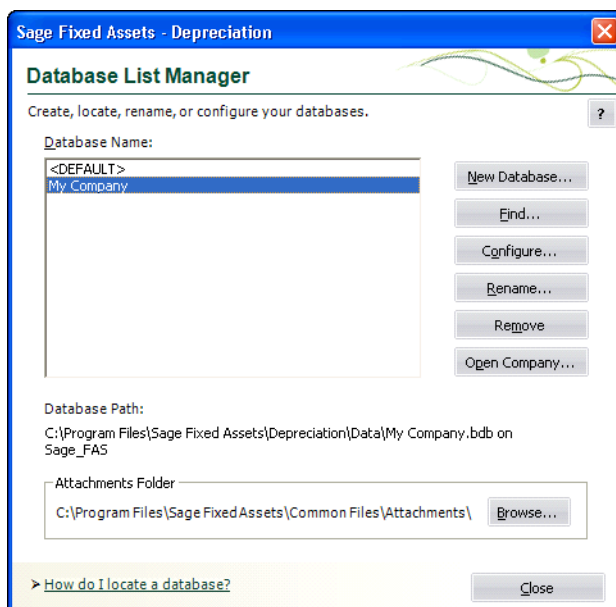 Sage Fixed Assets - Depreciation
Database List Manager
Create, locate, rename, or configure your databases.
?
Database Name:
<DEFAULT>
My Company
New Database...
Find...
Configure...
Rename...
Remove
Open Company...
Database Path:
C:\Program Files\Sage Fixed Assets\Depreciation\Data\My Company.bdb on
Sage_FAS
Attachments Folder
C:\Program Files\Sage Fixed Assets\Common Files\Attachments\
Browse...
How do I locate a database?
Close